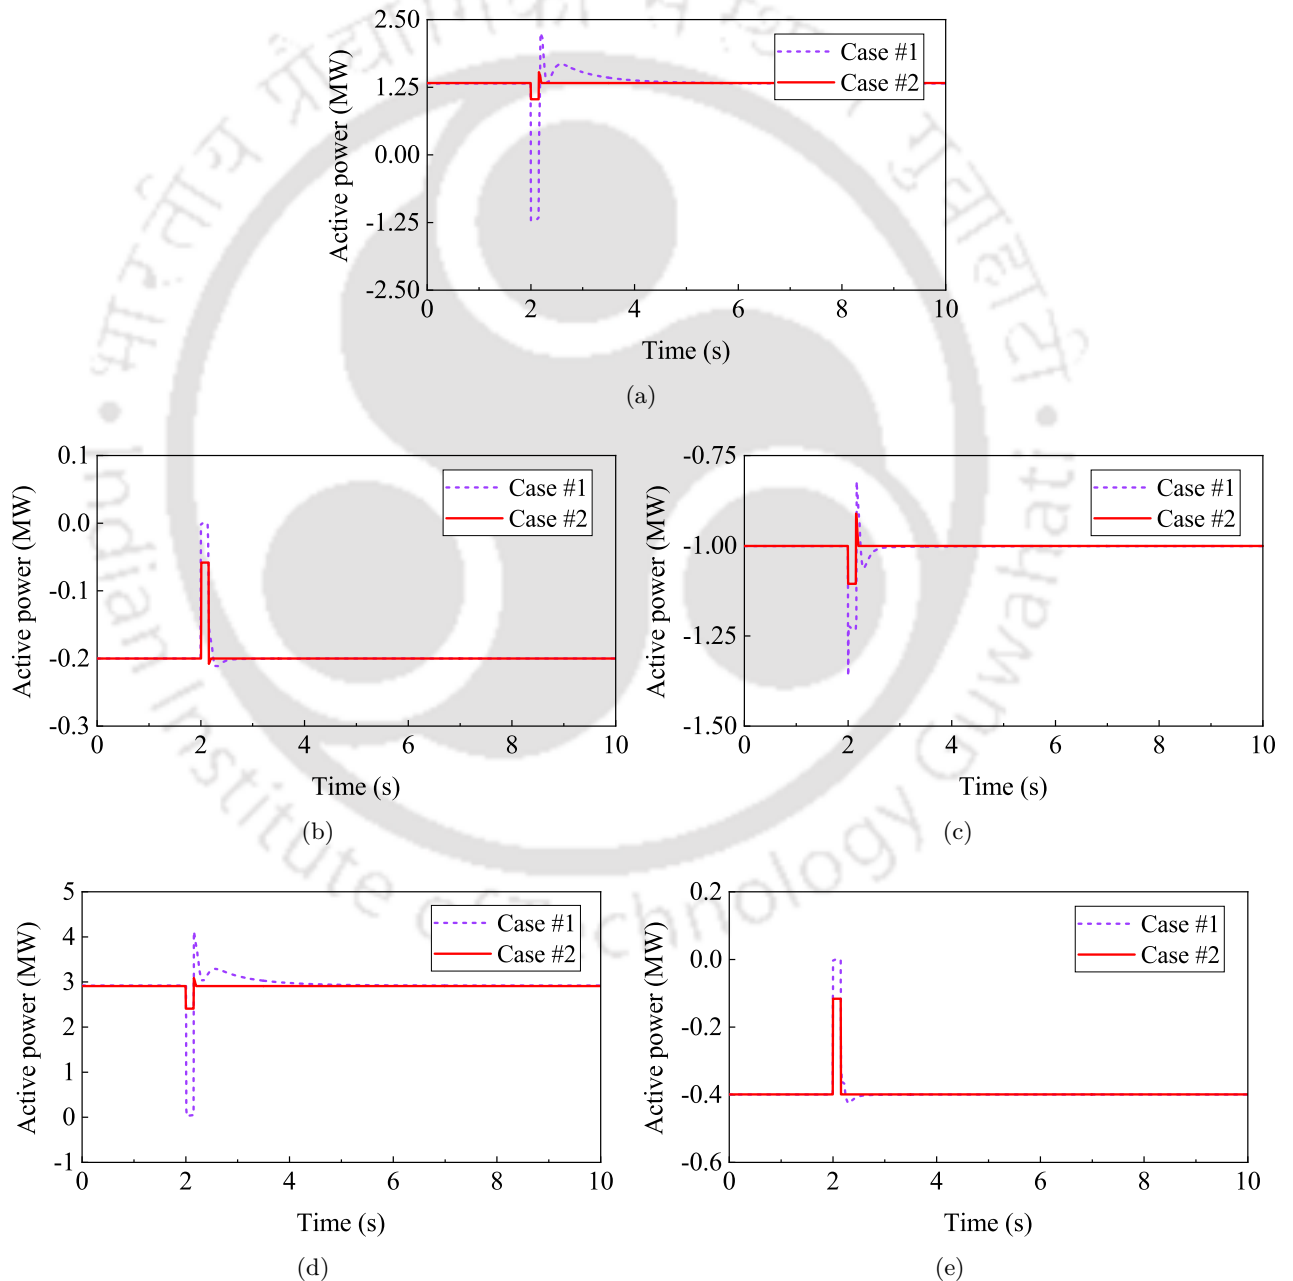 भारतीय प्रौद्योगिकी संस्थान गुवाहाटी
Indian Institute of Technology Guwahati
2.50
1.25
0.00
-1.25
-2.50
Active power (MW)
Case #1
Case #2
0 2 4 6 8 10
Time (s)
(a)
0.1
0.0
-0.1
-0.2
-0.3
Active power (MW)
Case #1
Case #2
0 2 4 6 8 10
Time (s)
(b)
-0.75
-1.00
-1.25
-1.50
Active power (MW)
Case #1
Case #2
0 2 4 6 8 10
Time (s)
(c)
5
4
3
2
1
0
-1
Active power (MW)
Case #1
Case #2
0 2 4 6 8 10
Time (s)
(d)
0.2
0.0
-0.2
-0.4
-0.6
Active power (MW)
Case #1
Case #2
0 2 4 6 8 10
Time (s)
(e)